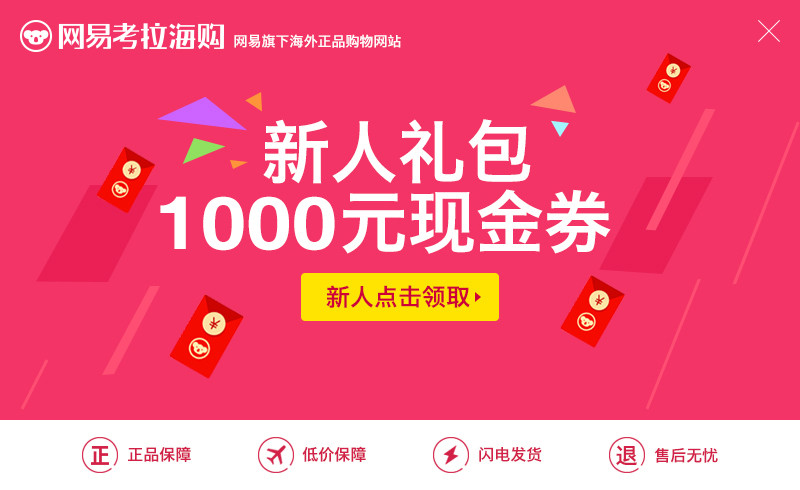 网易考拉海购 网易旗下海外正品购物网站
新人礼包
1000元现金券
新人点击领取
正 正品保障 低价保障 闪电发货 退 售后无忧